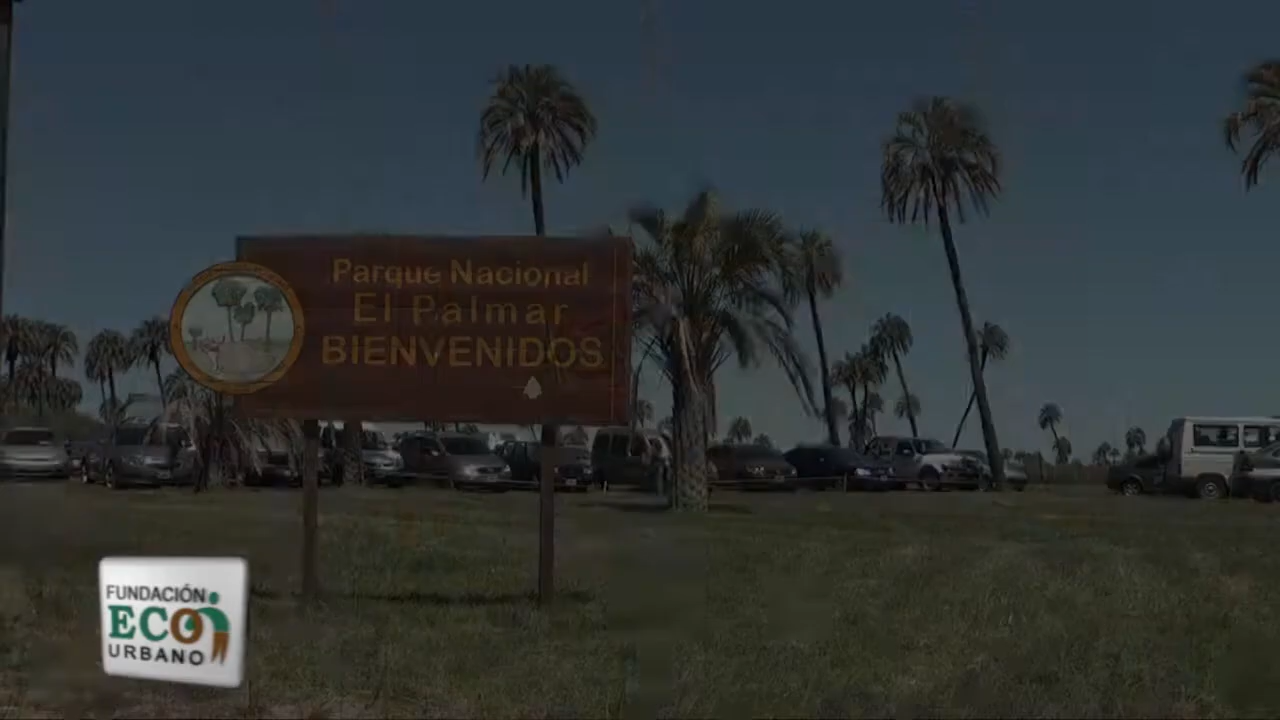 Parque Nacional
El Palmar
BIENVENIDOS
FUNDACIÓN
ECO
URBANO